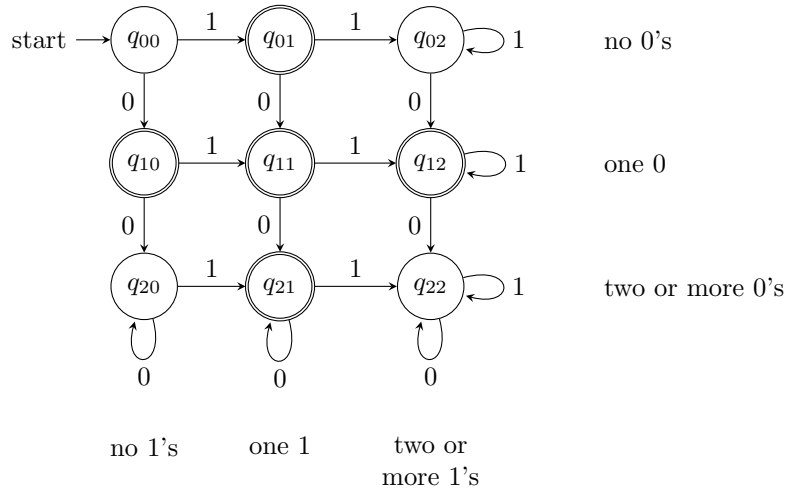 1 1
start q₀₀ q₀₁ q₀₂ 1 no 0's
0 0 0
1 1
q₁₀ q₁₁ q₁₂ 1 one 0
0 0 0
1 1
q₂₀ q₂₁ q₂₂ 1 two or more 0's
0 0 0
no 1's one 1 two or
more 1's